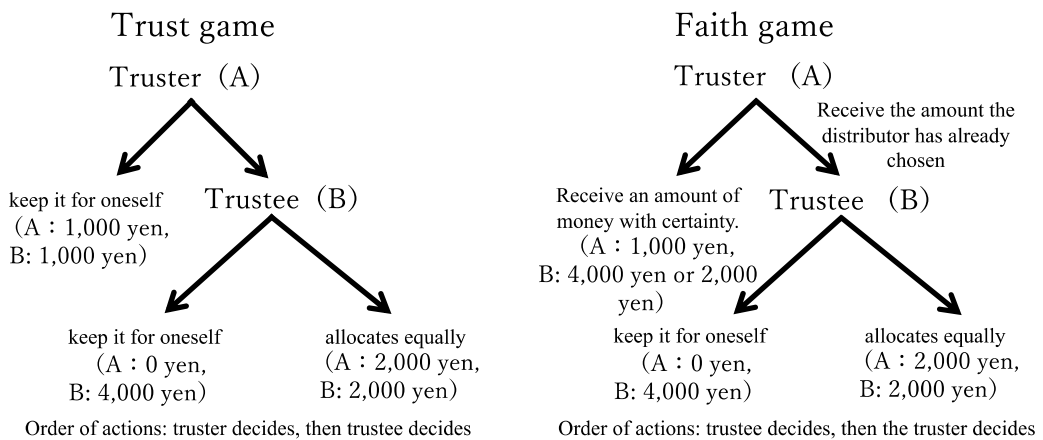 Trust game
Truster（A）
keep it for oneself
（A：1,000 yen,
B: 1,000 yen）
Trustee（B）
keep it for oneself
（A：0 yen,
B: 4,000 yen）
allocates equally
（A：2,000 yen,
B: 2,000 yen）
Order of actions: truster decides, then trustee decides
Faith game
Truster （A）
Receive the amount the
distributor has already
chosen
Receive an amount of
money with certainty.
（A：1,000 yen,
B: 4,000 yen or 2,000
yen）
Trustee （B）
keep it for oneself
（A：0 yen,
B: 4,000 yen）
allocates equally
（A：2,000 yen,
B: 2,000 yen）
Order of actions: trustee decides, then the truster decides